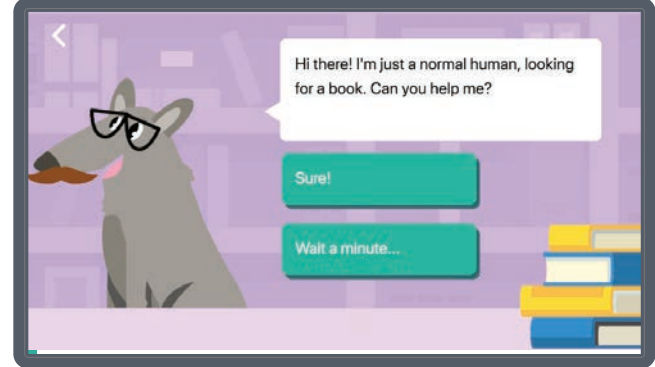 Hi there! I'm just a normal human, looking
for a book. Can you help me?
Sure!
Wait a minute...